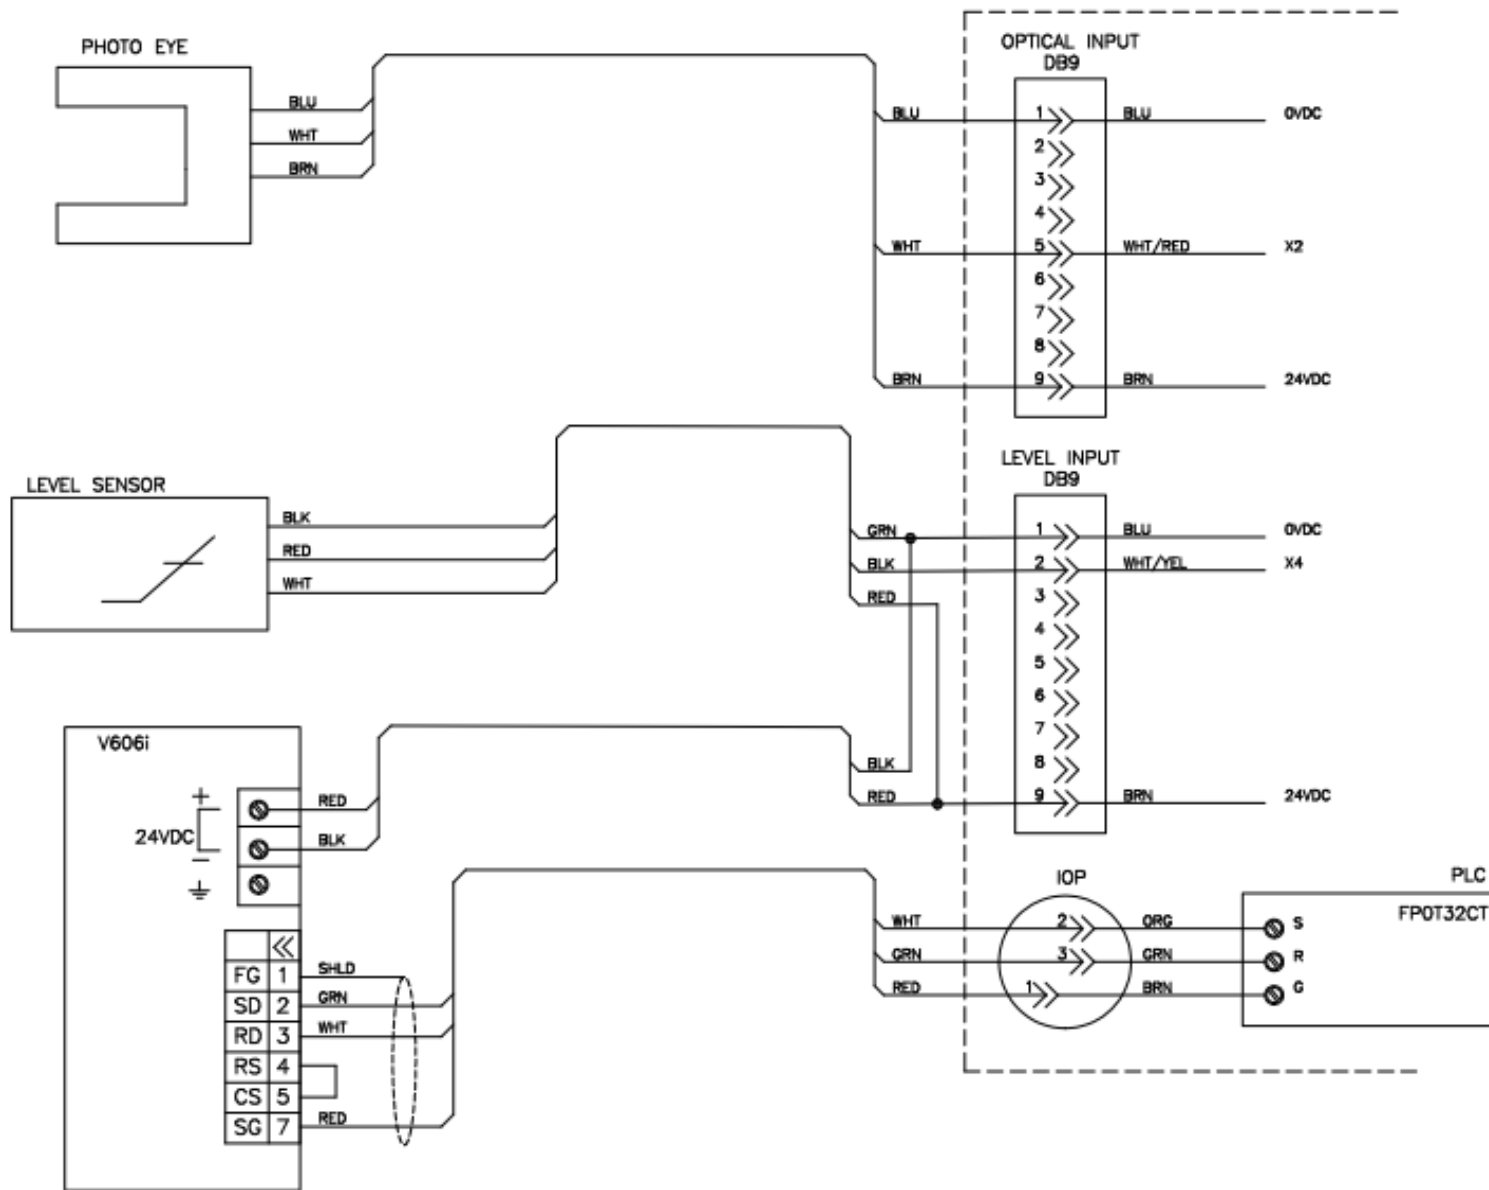 PHOTO EYE
BLU
WHT
BRN
OPTICAL INPUT
DB9
BLU 1 BLU 0VDC
2
3
4
WHT 5 WHT/RED X2
6
7
8
BRN 9 BRN 24VDC
LEVEL SENSOR
BLK
RED
WHT
LEVEL INPUT
DB9
GRN 1 BLU 0VDC
BLK 2 WHT/YEL X4
RED 3
4
5
6
7
BLK 8
RED 9 BRN 24VDC
V606i
+
24VDC
−
RED
BLK
FG 1 SHLD
SD 2 GRN
RD 3 WHT
RS 4
CS 5
SG 7 RED
IOP
PLC
FP0T32CT
WHT 2 ORG S
GRN 3 GRN R
RED 1 BRN G